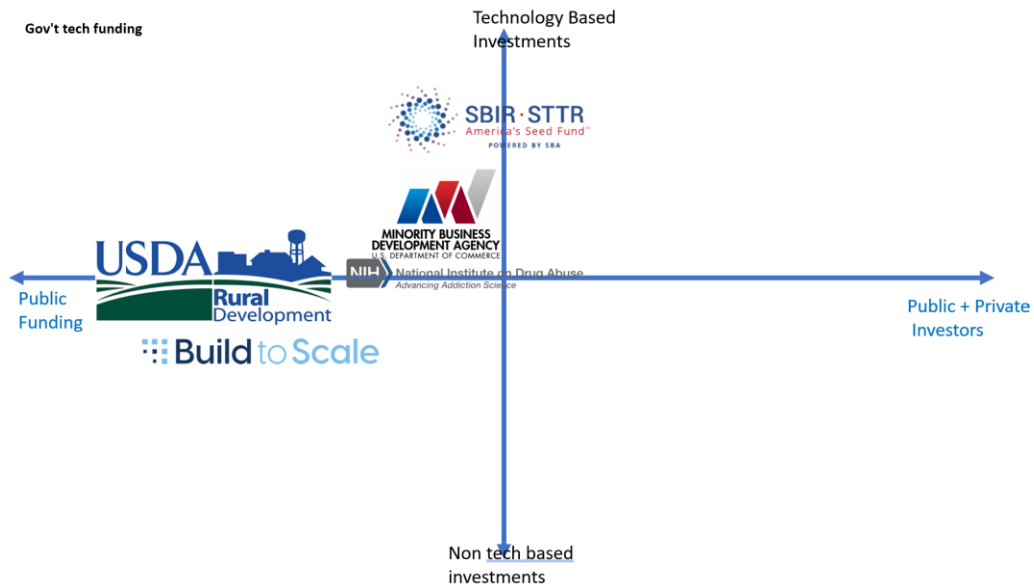 Gov't tech funding
Technology Based
Investments
SBIR·STTR
America's Seed Fund™
POWERED BY SBA
MINORITY BUSINESS
DEVELOPMENT AGENCY
U.S. DEPARTMENT OF COMMERCE
USDA
Rural
Development
NIH
National Institute on Drug Abuse
Advancing Addiction Science
Public
Funding
Public + Private
Investors
Build to Scale
Non tech based
investments